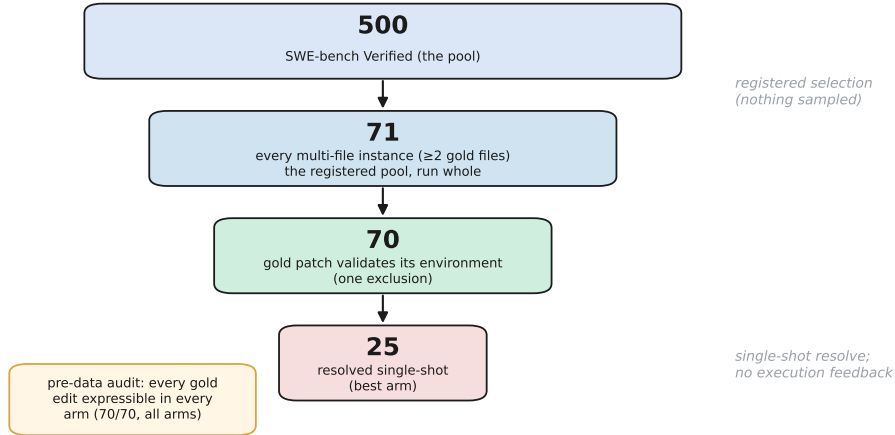 500
SWE-bench Verified (the pool)
registered selection
(nothing sampled)
71
every multi-file instance (≥2 gold files)
the registered pool, run whole
70
gold patch validates its environment
(one exclusion)
25
resolved single-shot
(best arm)
single-shot resolve;
no execution feedback
pre-data audit: every gold
edit expressible in every
arm (70/70, all arms)